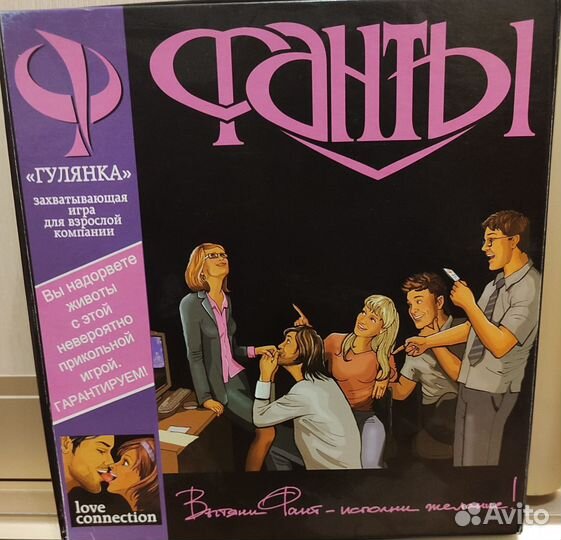 ФАНТЫ
«ГУЛЯНКА»
захватывающая
игра
для взрослой
компании
Вы надорвете
животы
с этой
невероятно
прикольной
игрой.
ГАРАНТИРУЕМ!
love
connection
Вытяни Фант - исполни желание!
Avito